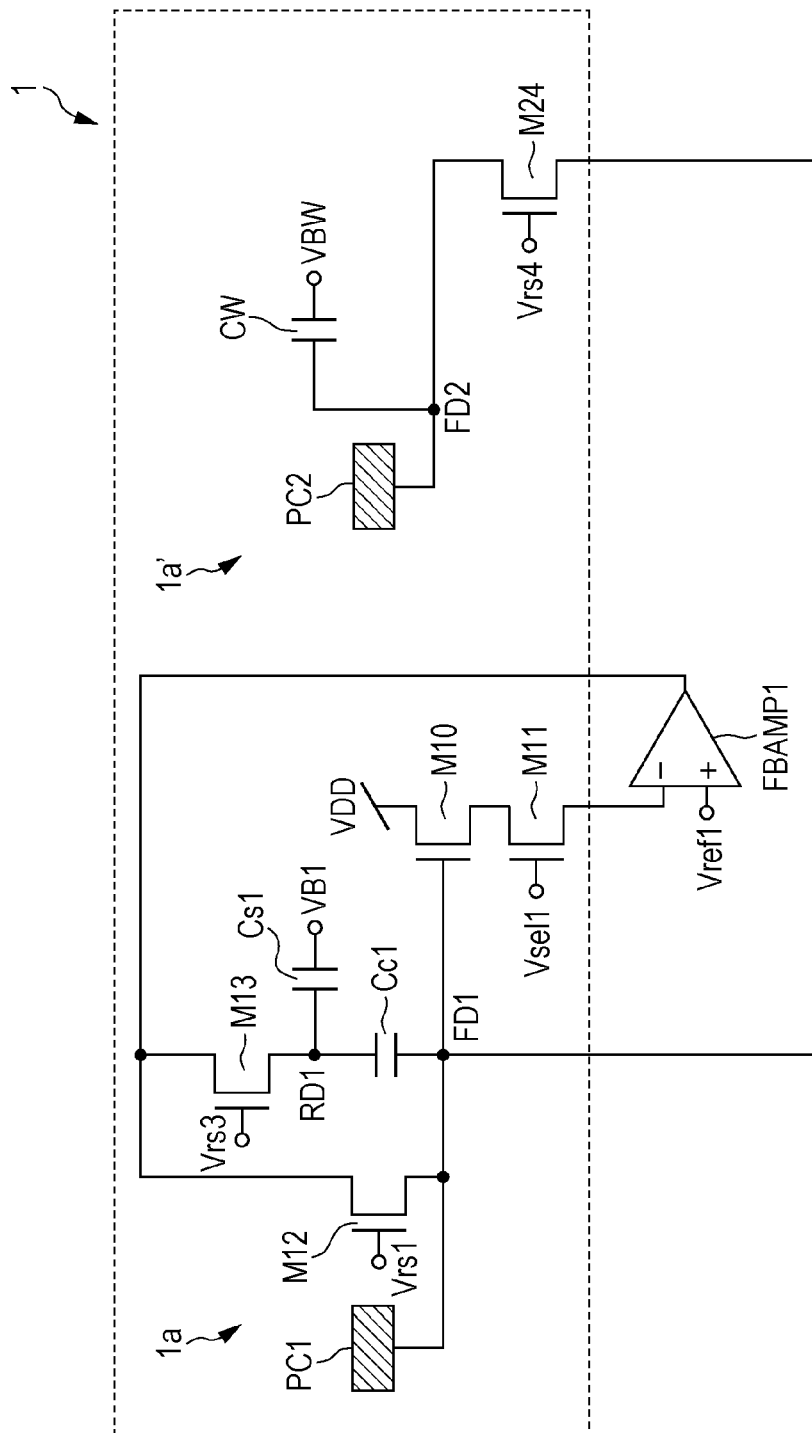 1
1a
PC1
M12
Vrs1
Vrs3
M13
RD1
Cs1
VB1
Cc1
FD1
VDD
M10
M11
Vsel1
Vref1
−
+
FBAMP1
1a'
PC2
CW
VBW
FD2
M24
Vrs4